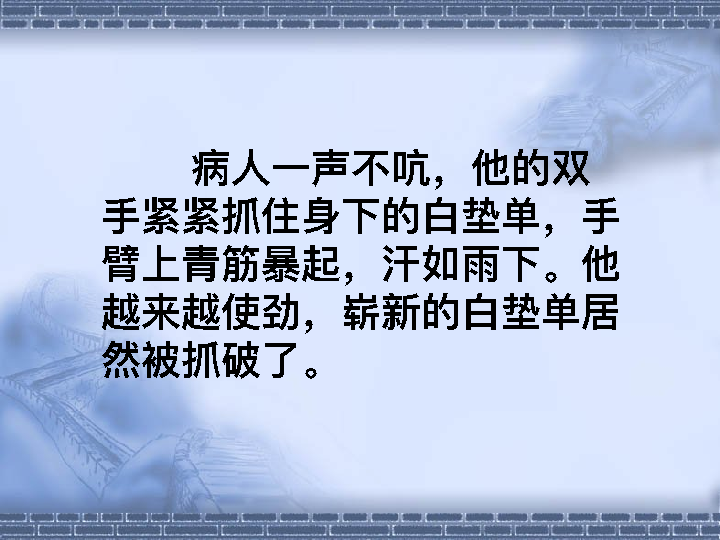 病人一声不吭，他的双
手紧紧抓住身下的白垫单，手
臂上青筋暴起，汗如雨下。他
越来越使劲，崭新的白垫单居
然被抓破了。